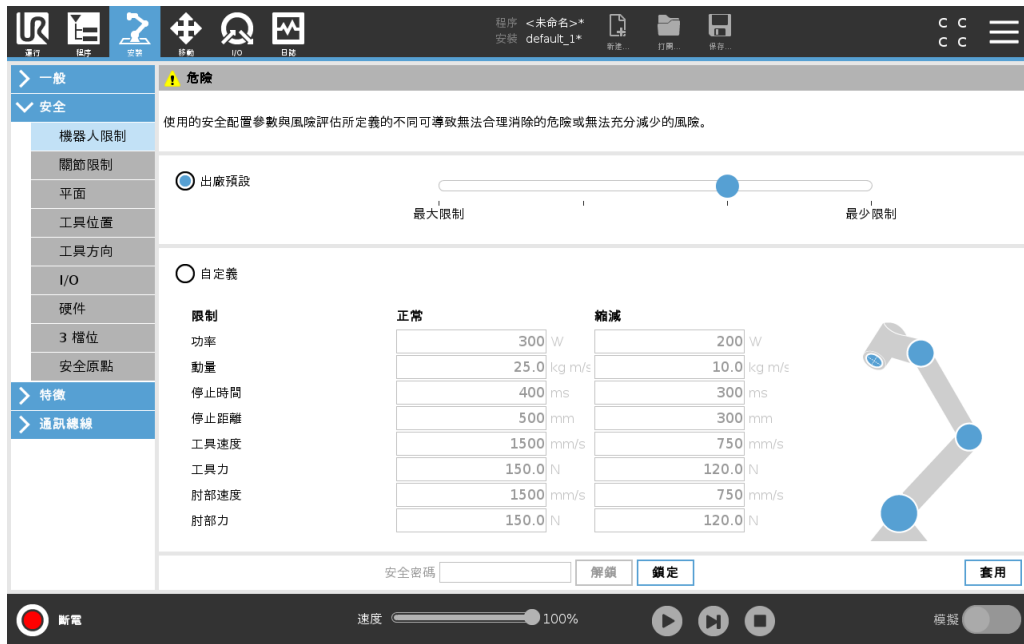 UR
運行
程序
安裝
移動
I/O
日誌
程序 <未命名>*
安裝 default_1*
新建...
打開...
保存...
C C
C C
一般
安全
機器人限制
關節限制
平面
工具位置
工具方向
I/O
硬件
3 檔位
安全原點
特徵
通訊總線
危險
使用的安全配置參數與風險評估所定義的不同可導致無法合理消除的危險或無法充分減少的風險。
出廠預設
最大限制 最少限制
自定義
限制 正常 縮減
功率 300 W 200 W
動量 25.0 kg m/s 10.0 kg m/s
停止時間 400 ms 300 ms
停止距離 500 mm 300 mm
工具速度 1500 mm/s 750 mm/s
工具力 150.0 N 120.0 N
肘部速度 1500 mm/s 750 mm/s
肘部力 150.0 N 120.0 N
安全密碼 解鎖 鎖定 套用
斷電 速度 100% 模擬